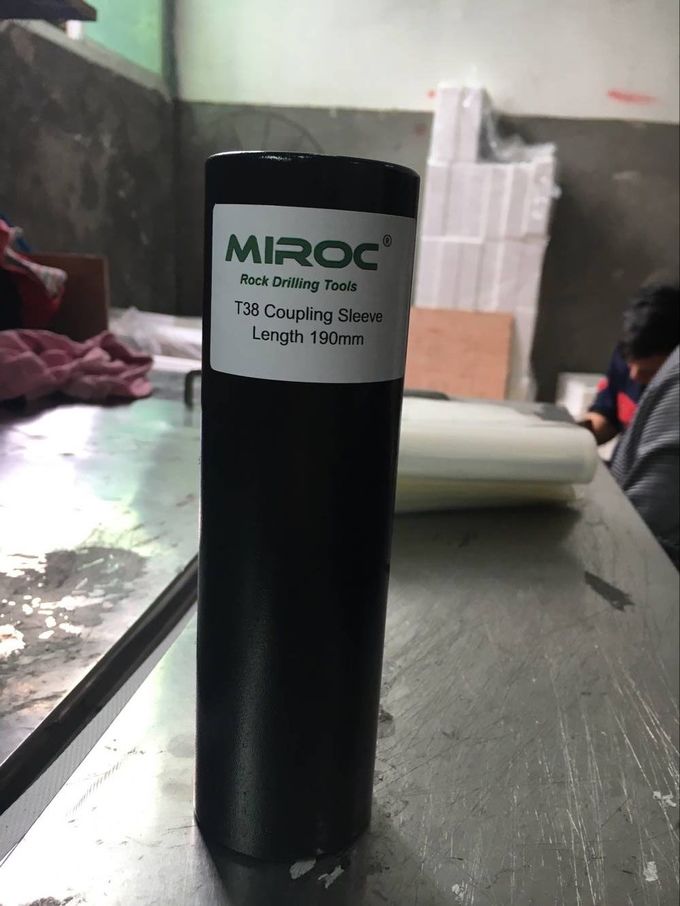 MIROC®
Rock Drilling Tools
T38 Coupling Sleeve
Length 190mm